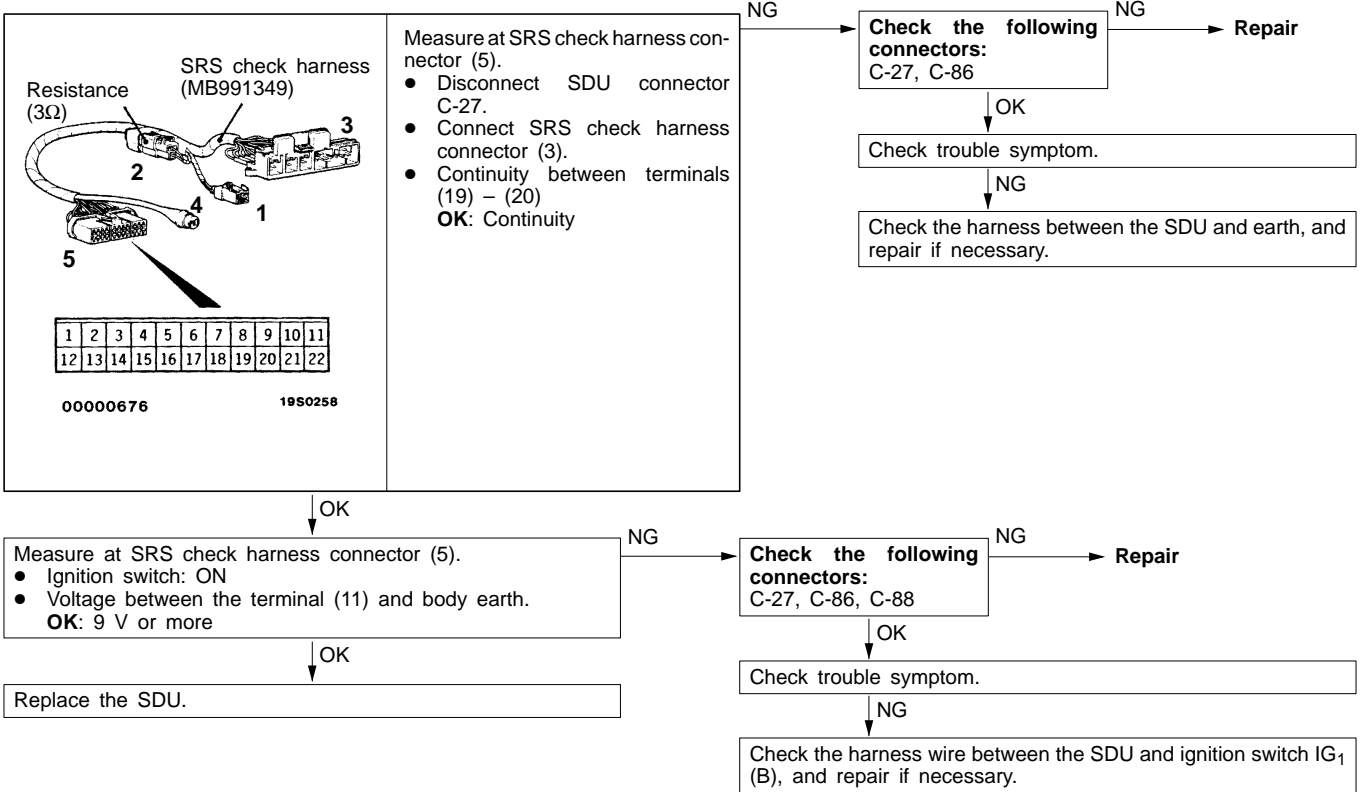 Resistance
(3Ω)
SRS check harness
(MB991349)
3
2
1
4
5
1 2 3 4 5 6 7 8 9 10 11
12 13 14 15 16 17 18 19 20 21 22
00000676
19S0258
Measure at SRS check harness con-
nector (5).
● Disconnect SDU connector
C-27.
● Connect SRS check harness
connector (3).
● Continuity between terminals
(19) – (20)
OK: Continuity
NG
Check the following
connectors:
C-27, C-86
NG
Repair
OK
Check trouble symptom.
NG
Check the harness between the SDU and earth, and
repair if necessary.
OK
Measure at SRS check harness connector (5).
● Ignition switch: ON
● Voltage between the terminal (11) and body earth.
OK: 9 V or more
NG
Check the following
connectors:
C-27, C-86, C-88
NG
Repair
OK
Replace the SDU.
OK
Check trouble symptom.
NG
Check the harness wire between the SDU and ignition switch IG1
(B), and repair if necessary.